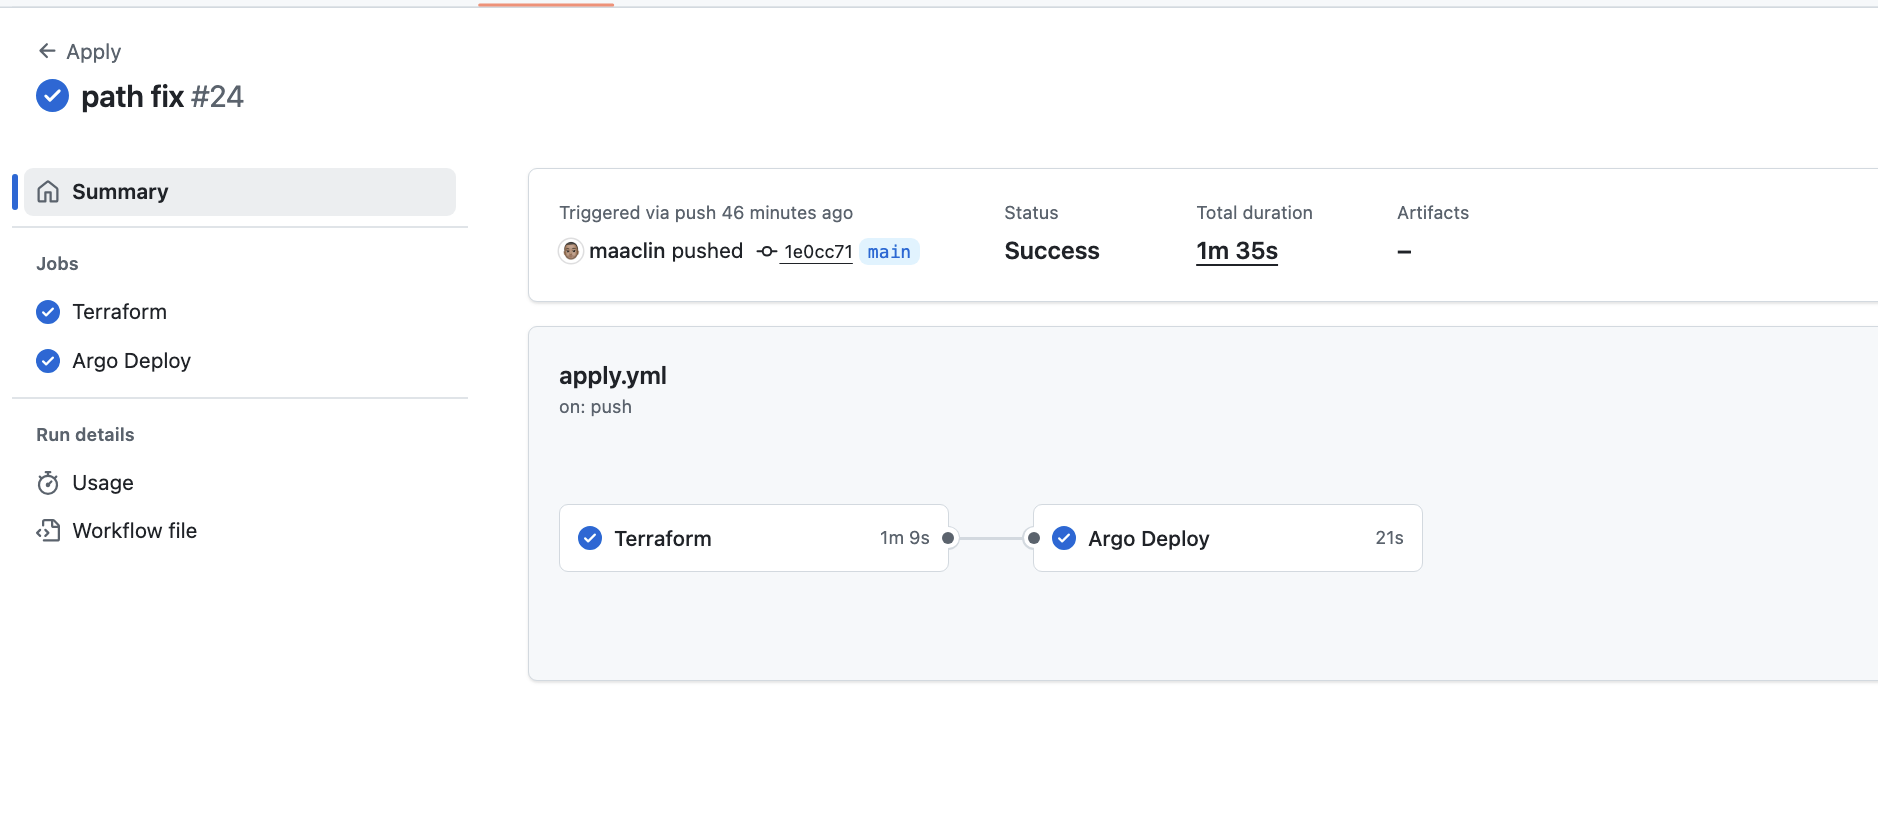 Apply
path fix #24
Summary
Jobs
Terraform
Argo Deploy
Run details
Usage
Workflow file
Triggered via push 46 minutes ago
maaclin pushed 1e0cc71 main
Status
Success
Total duration
1m 35s
Artifacts
–
apply.yml
on: push
Terraform 1m 9s
Argo Deploy 21s